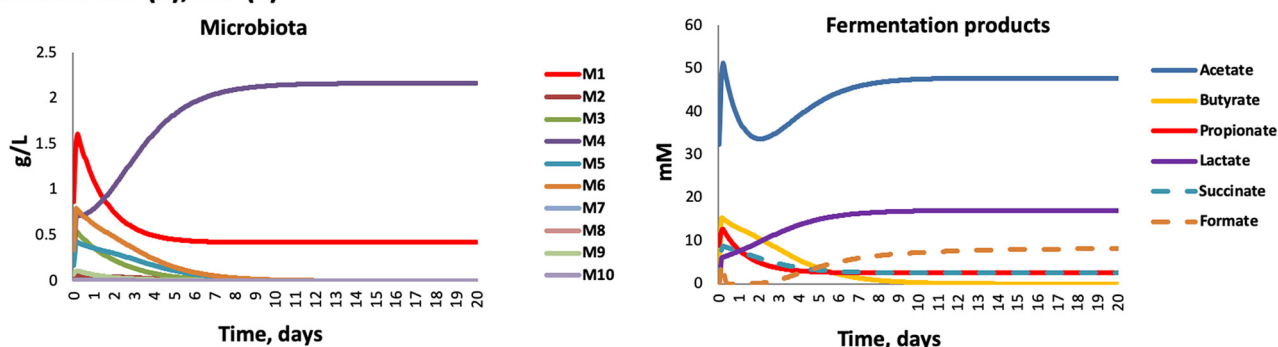 Microbiota
2.5
2
1.5
1
0.5
0
g/L
0 1 2 3 4 5 6 7 8 9 10 11 12 13 14 15 16 17 18 19 20
Time, days
M1
M2
M3
M4
M5
M6
M7
M8
M9
M10
Fermentation products
60
50
40
30
20
10
0
mM
0 1 2 3 4 5 6 7 8 9 10 11 12 13 14 15 16 17 18 19 20
Time, days
Acetate
Butyrate
Propionate
Lactate
Succinate
Formate